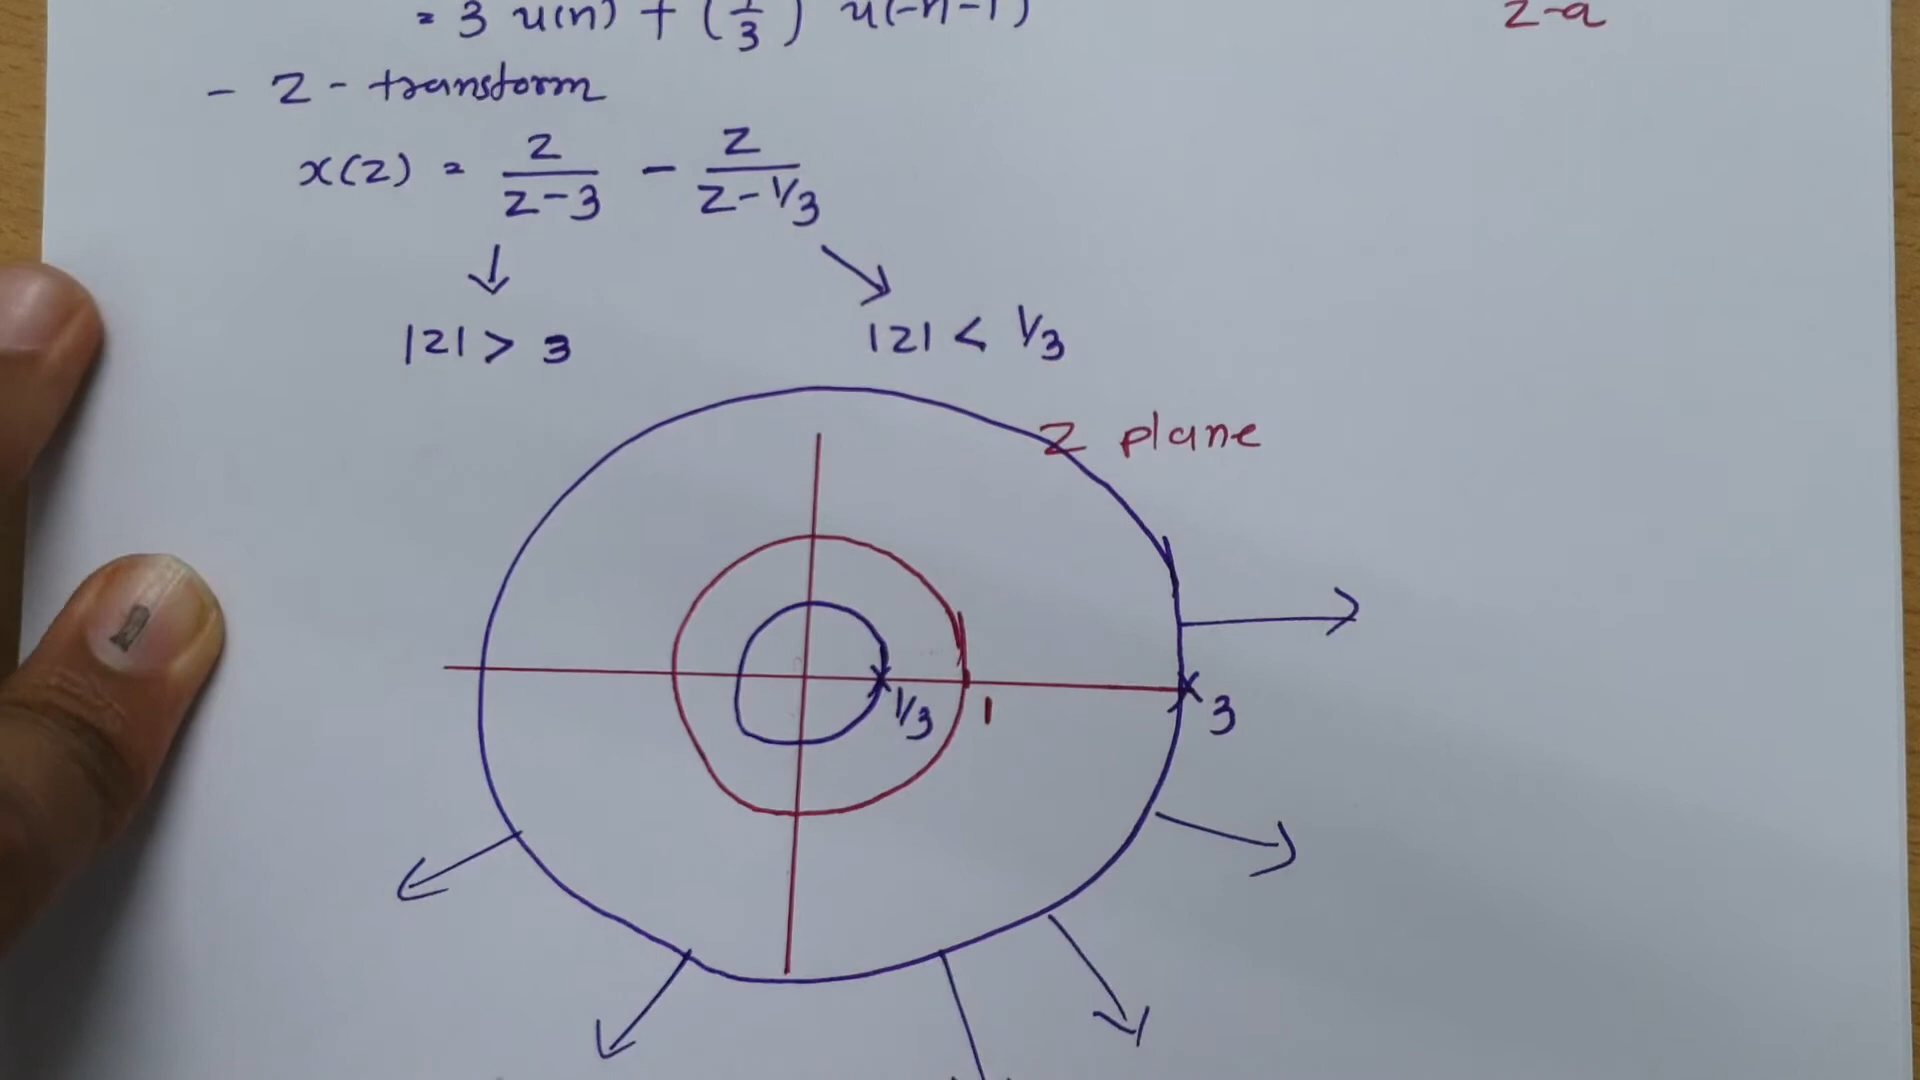 = 3 u(n) + (1/3) u(-n-1)
z-a
- Z - transform
x(z) = z/(z-3) - z/(z-1/3)
↓ ↘
|z| > 3 |z| < 1/3
Z plane
1/3 1 3